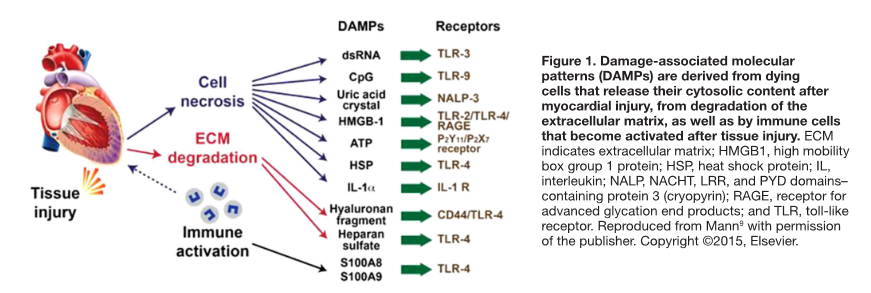 DAMPs
Receptors
dsRNA
TLR-3
CpG
TLR-9
Uric acid
crystal
NALP-3
HMGB-1
TLR-2/TLR-4/
RAGE
ATP
P2Y11/P2X7
receptor
HSP
TLR-4
IL-1α
IL-1 R
Hyaluronan
fragment
CD44/TLR-4
Heparan
sulfate
TLR-4
S100A8
S100A9
TLR-4
Cell
necrosis
ECM
degradation
Tissue
injury
Immune
activation
Figure 1. Damage-associated molecular
patterns (DAMPs) are derived from dying
cells that release their cytosolic content after
myocardial injury, from degradation of the
extracellular matrix, as well as by immune cells
that become activated after tissue injury. ECM
indicates extracellular matrix; HMGB1, high mobility
box group 1 protein; HSP, heat shock protein; IL,
interleukin; NALP, NACHT, LRR, and PYD domains–
containing protein 3 (cryopyrin); RAGE, receptor for
advanced glycation end products; and TLR, toll-like
receptor. Reproduced from Mann⁹ with permission
of the publisher. Copyright ©2015, Elsevier.